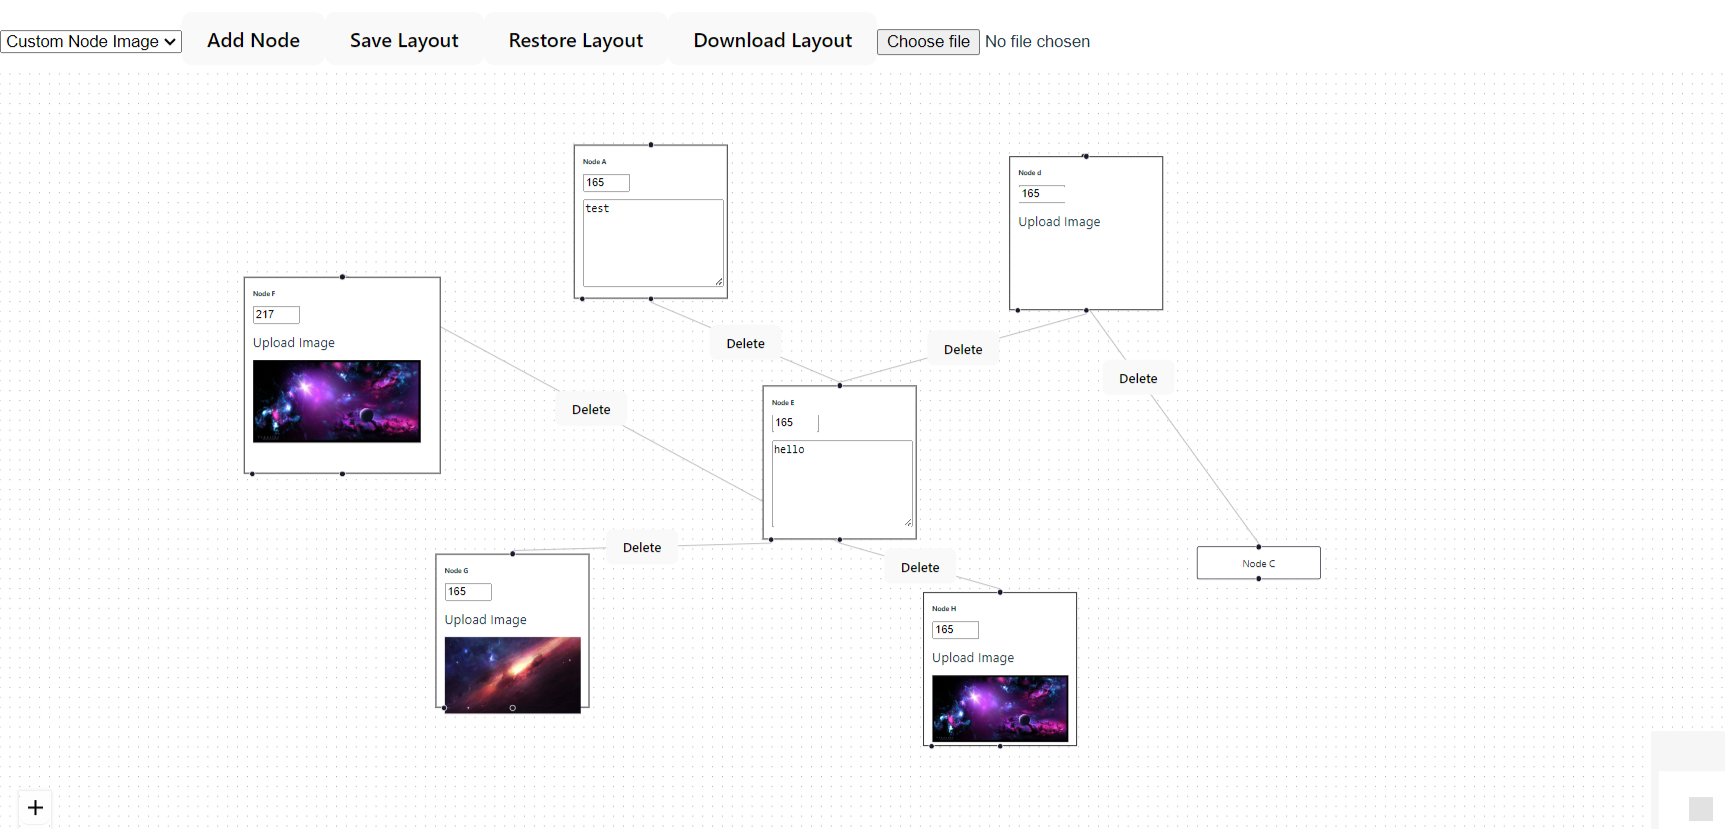 Custom Node Image Add Node Save Layout Restore Layout Download Layout Choose file No file chosen
Node A
165
test
Node d
165
Upload Image
Node F
217
Upload Image
Delete
Delete
Delete
Delete
Node E
165
hello
Delete
Delete
Node G
165
Upload Image
Node C
Node H
165
Upload Image
+